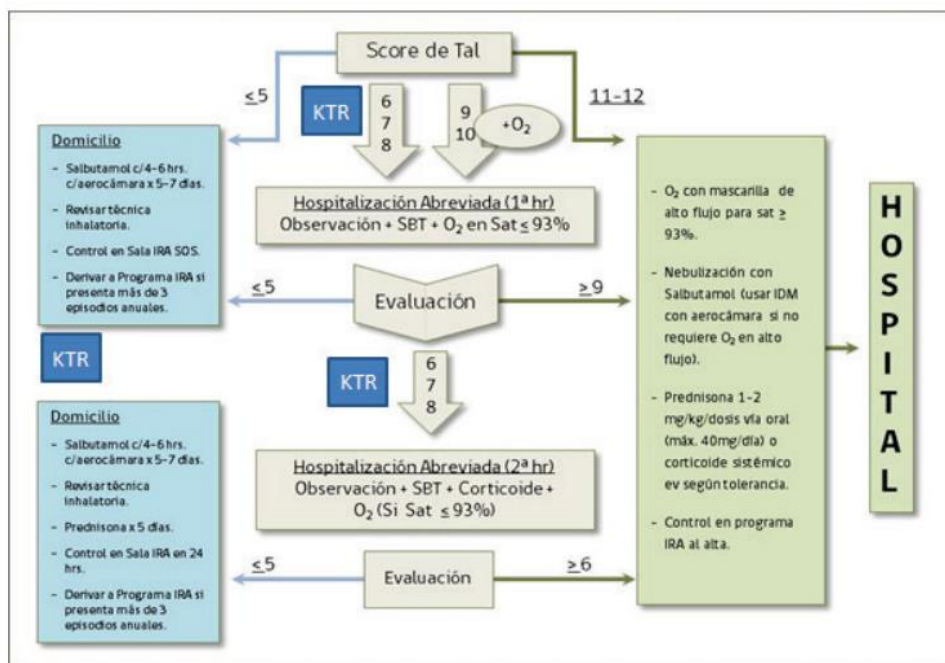 Score de Tal
≤5
KTR
6
7
8
9
10
+O₂
11-12
Domicilio
- Salbutamol c/4-6 hrs.
c/aerocámara x 5-7 días.
- Revisar técnica
inhalatoria.
- Control en Sala IRA SOS.
- Derivar a Programa IRA si
presenta más de 3
episodios anuales.
Hospitalización Abreviada (1ª hr)
Observación + SBT + O₂ en Sat ≤ 93%
≤5
Evaluación
≥9
KTR
KTR
6
7
8
- O₂ con mascarilla de
alto flujo para sat ≥
93%.
- Nebulización con
Salbutamol (usar IDM
con aerocámara si no
requiere O₂ en alto
flujo).
- Prednisona 1-2
mg/kg/dosis vía oral
(máx. 40mg/día) o
corticoide sistémico
ev según tolerancia.
- Control en programa
IRA al alta.
HOSPITAL
Domicilio
- Salbutamol c/4-6 hrs.
c/aerocámara x 5-7 días.
- Revisar técnica
inhalatoria.
- Prednisona x 5 días.
- Control en Sala IRA en 24
hrs.
- Derivar a Programa IRA si
presenta más de 3
episodios anuales.
Hospitalización Abreviada (2ª hr)
Observación + SBT + Corticoide +
O₂ (Si Sat ≤ 93%)
≤5
Evaluación
≥6